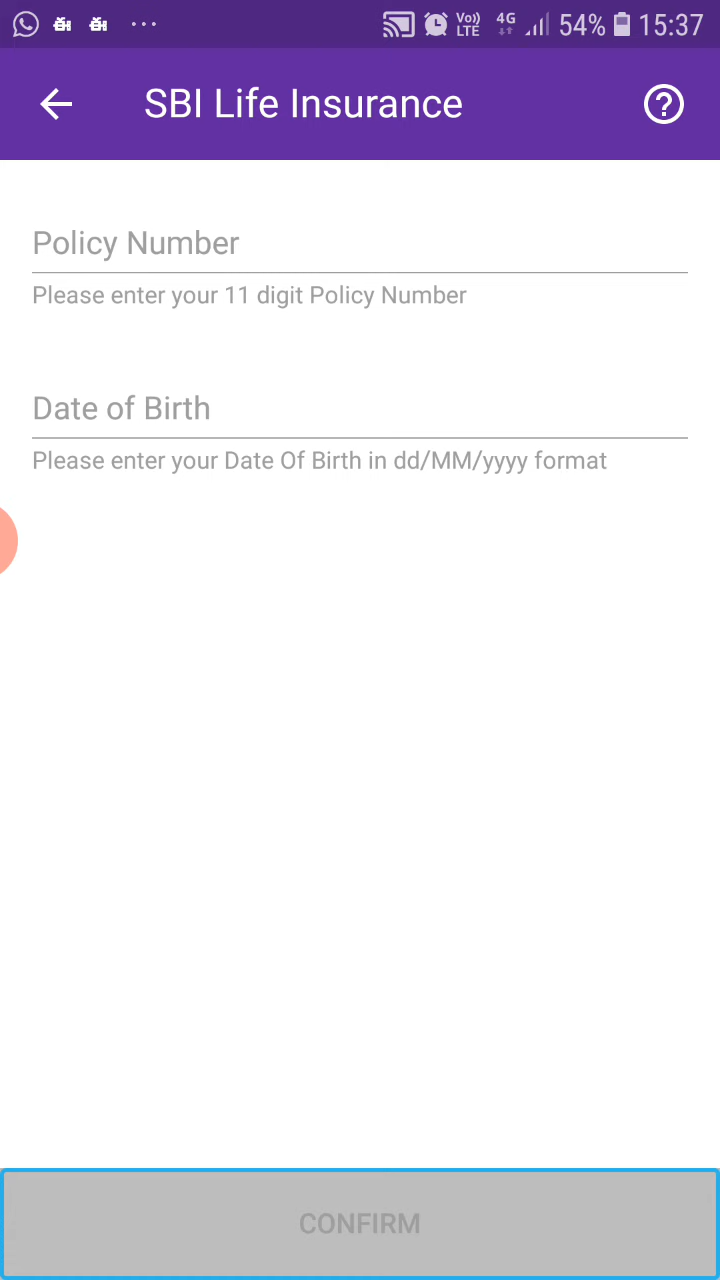 Vo)) LTE 4G 54% 15:37
SBI Life Insurance
Policy Number
Please enter your 11 digit Policy Number
Date of Birth
Please enter your Date Of Birth in dd/MM/yyyy format
CONFIRM